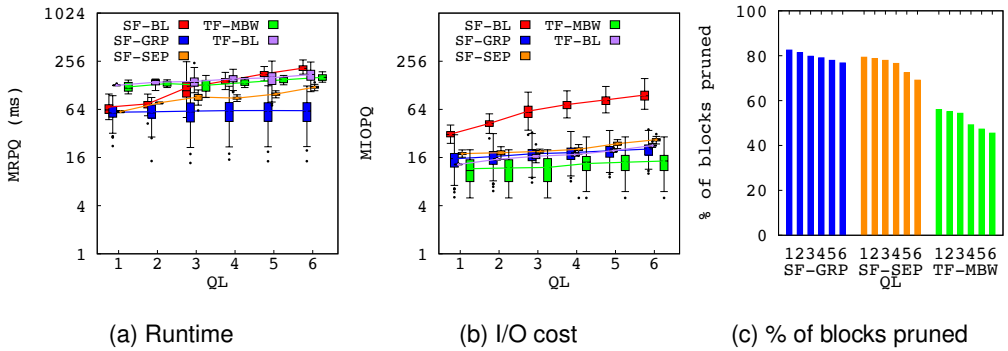 1024
256
64
16
4
1
MRPQ (ms)
SF-BL
SF-GRP
SF-SEP
TF-MBW
TF-BL
1 2 3 4 5 6
QL
(a) Runtime
1024
256
64
16
4
1
MIOPQ
SF-BL
SF-GRP
SF-SEP
TF-MBW
TF-BL
1 2 3 4 5 6
QL
(b) I/O cost
100
80
60
40
20
0
% of blocks pruned
123456 123456 123456
SF-GRP SF-SEP TF-MBW
QL
(c) % of blocks pruned